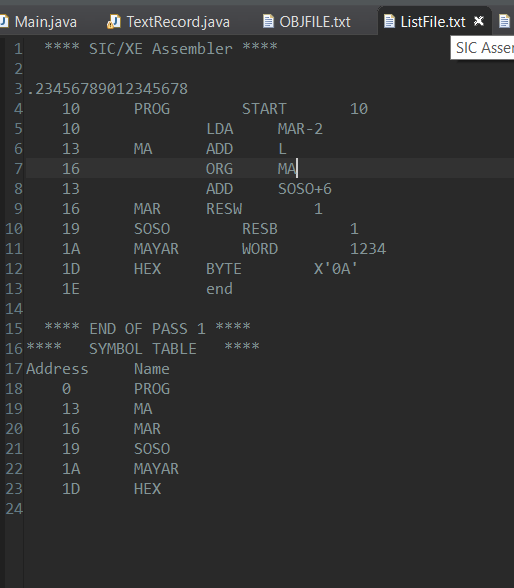 Main.java TextRecord.java OBJFILE.txt ListFile.txt
SIC Asser
1 **** SIC/XE Assembler ****
2
3 .23456789012345678
4 10 PROG START 10
5 10 LDA MAR-2
6 13 MA ADD L
7 16 ORG MA
8 13 ADD SOSO+6
9 16 MAR RESW 1
10 19 SOSO RESB 1
11 1A MAYAR WORD 1234
12 1D HEX BYTE X'0A'
13 1E end
14
15 **** END OF PASS 1 ****
16 **** SYMBOL TABLE ****
17 Address Name
18 0 PROG
19 13 MA
20 16 MAR
21 19 SOSO
22 1A MAYAR
23 1D HEX
24